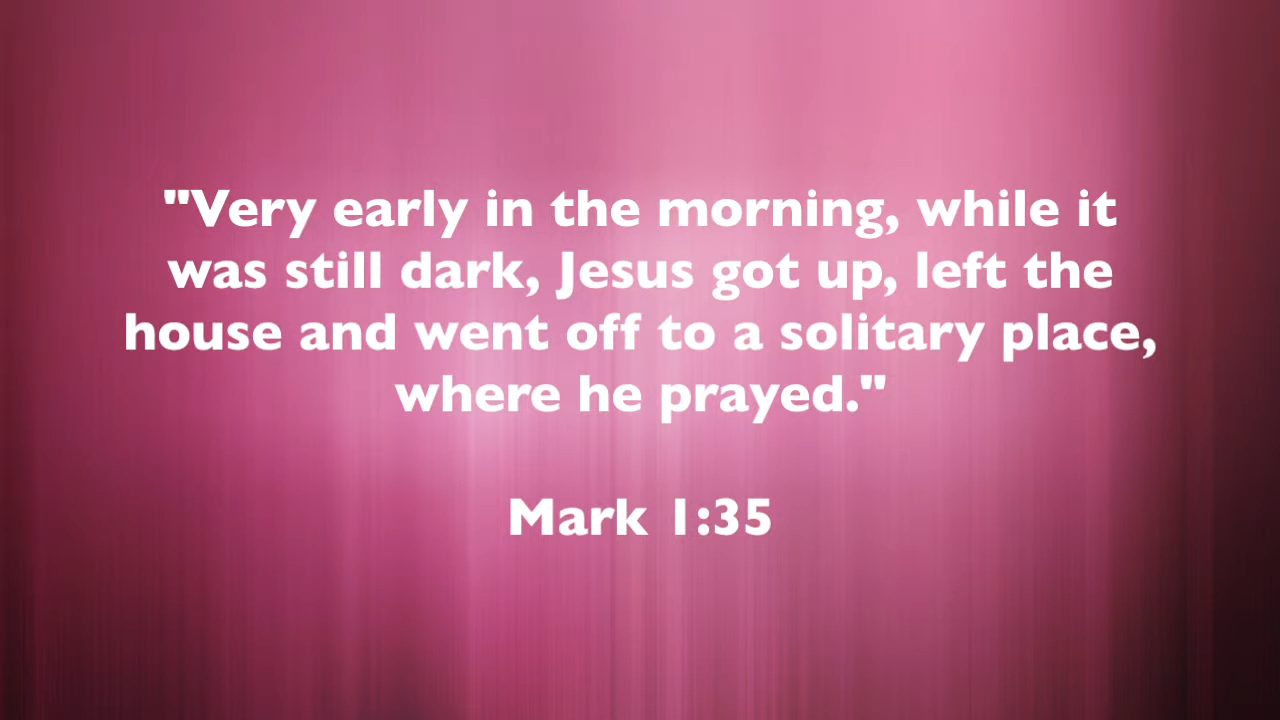 "Very early in the morning, while it
was still dark, Jesus got up, left the
house and went off to a solitary place,
where he prayed."
Mark 1:35